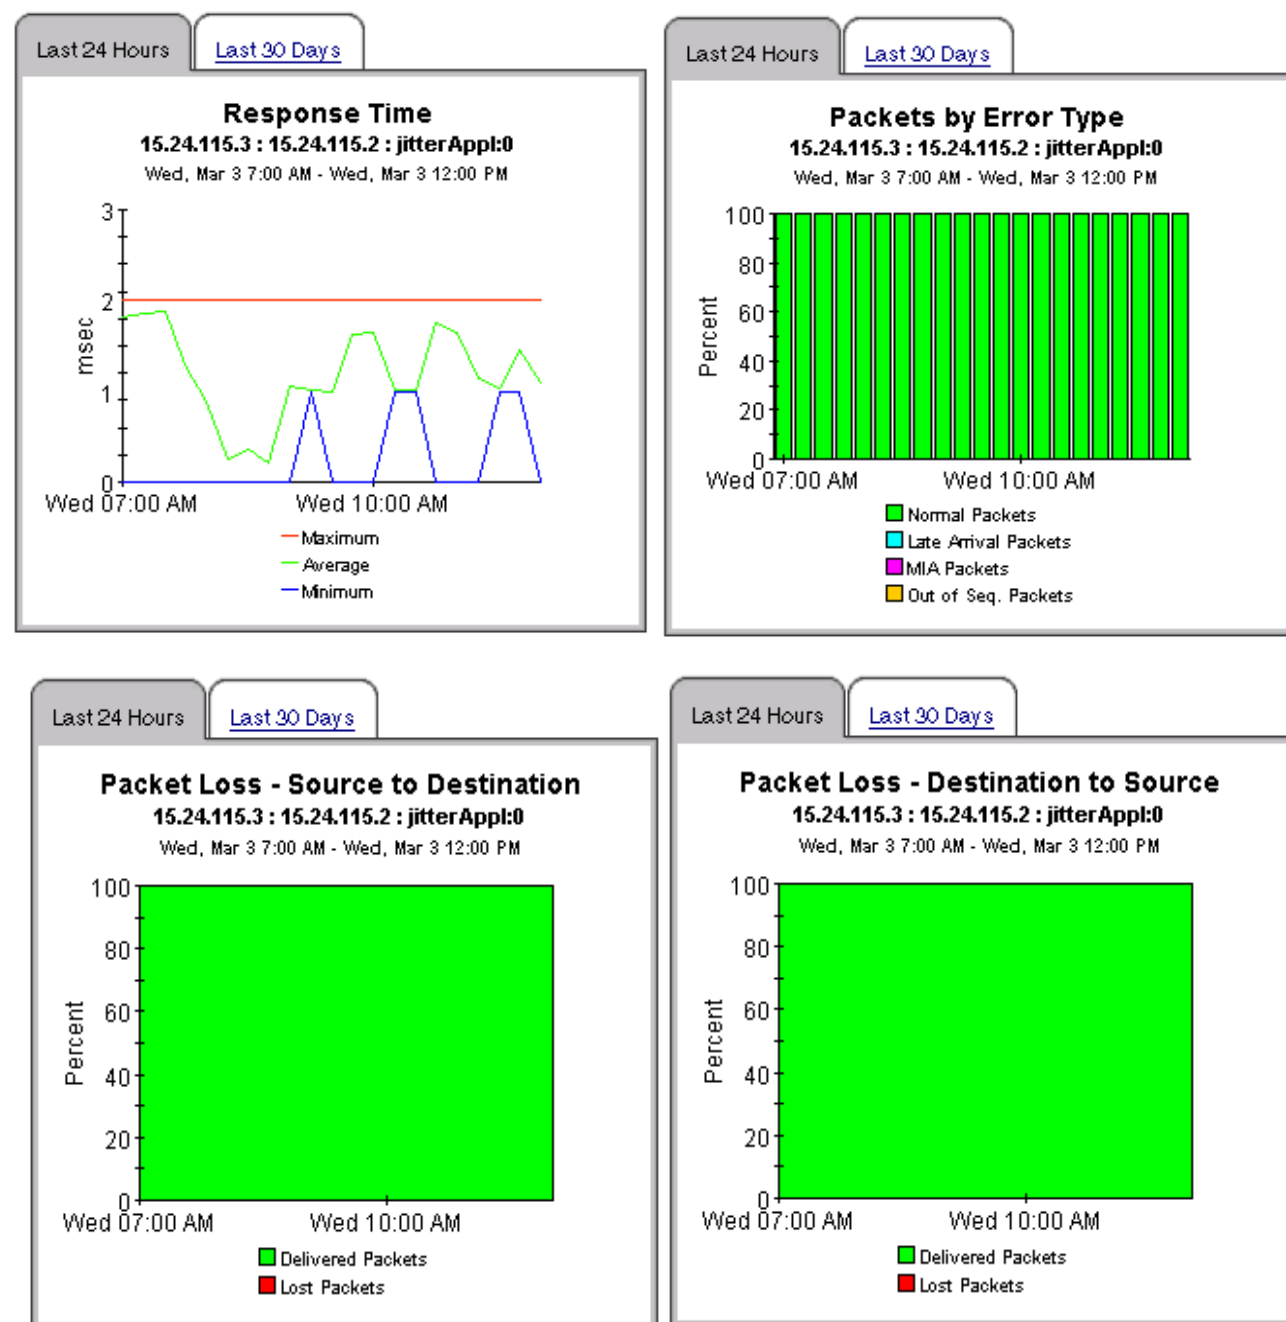 Last 24 Hours
Last 30 Days
Response Time
15.24.115.3 : 15.24.115.2 : jitterAppl:0
Wed, Mar 3 7:00 AM - Wed, Mar 3 12:00 PM
3
2
1
0
msec
Wed 07:00 AM
Wed 10:00 AM
Maximum
Average
Minimum
Last 24 Hours
Last 30 Days
Packets by Error Type
15.24.115.3 : 15.24.115.2 : jitterAppl:0
Wed, Mar 3 7:00 AM - Wed, Mar 3 12:00 PM
100
80
60
40
20
0
Percent
Wed 07:00 AM
Wed 10:00 AM
Normal Packets
Late Arrival Packets
MIA Packets
Out of Seq. Packets
Last 24 Hours
Last 30 Days
Packet Loss - Source to Destination
15.24.115.3 : 15.24.115.2 : jitterAppl:0
Wed, Mar 3 7:00 AM - Wed, Mar 3 12:00 PM
100
80
60
40
20
0
Percent
Wed 07:00 AM
Wed 10:00 AM
Delivered Packets
Lost Packets
Last 24 Hours
Last 30 Days
Packet Loss - Destination to Source
15.24.115.3 : 15.24.115.2 : jitterAppl:0
Wed, Mar 3 7:00 AM - Wed, Mar 3 12:00 PM
100
80
60
40
20
0
Percent
Wed 07:00 AM
Wed 10:00 AM
Delivered Packets
Lost Packets